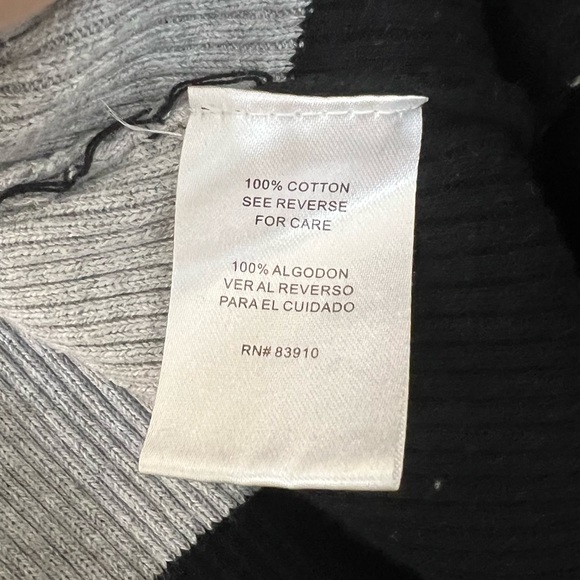 100% COTTON
SEE REVERSE
FOR CARE
100% ALGODON
VER AL REVERSO
PARA EL CUIDADO
RN# 83910